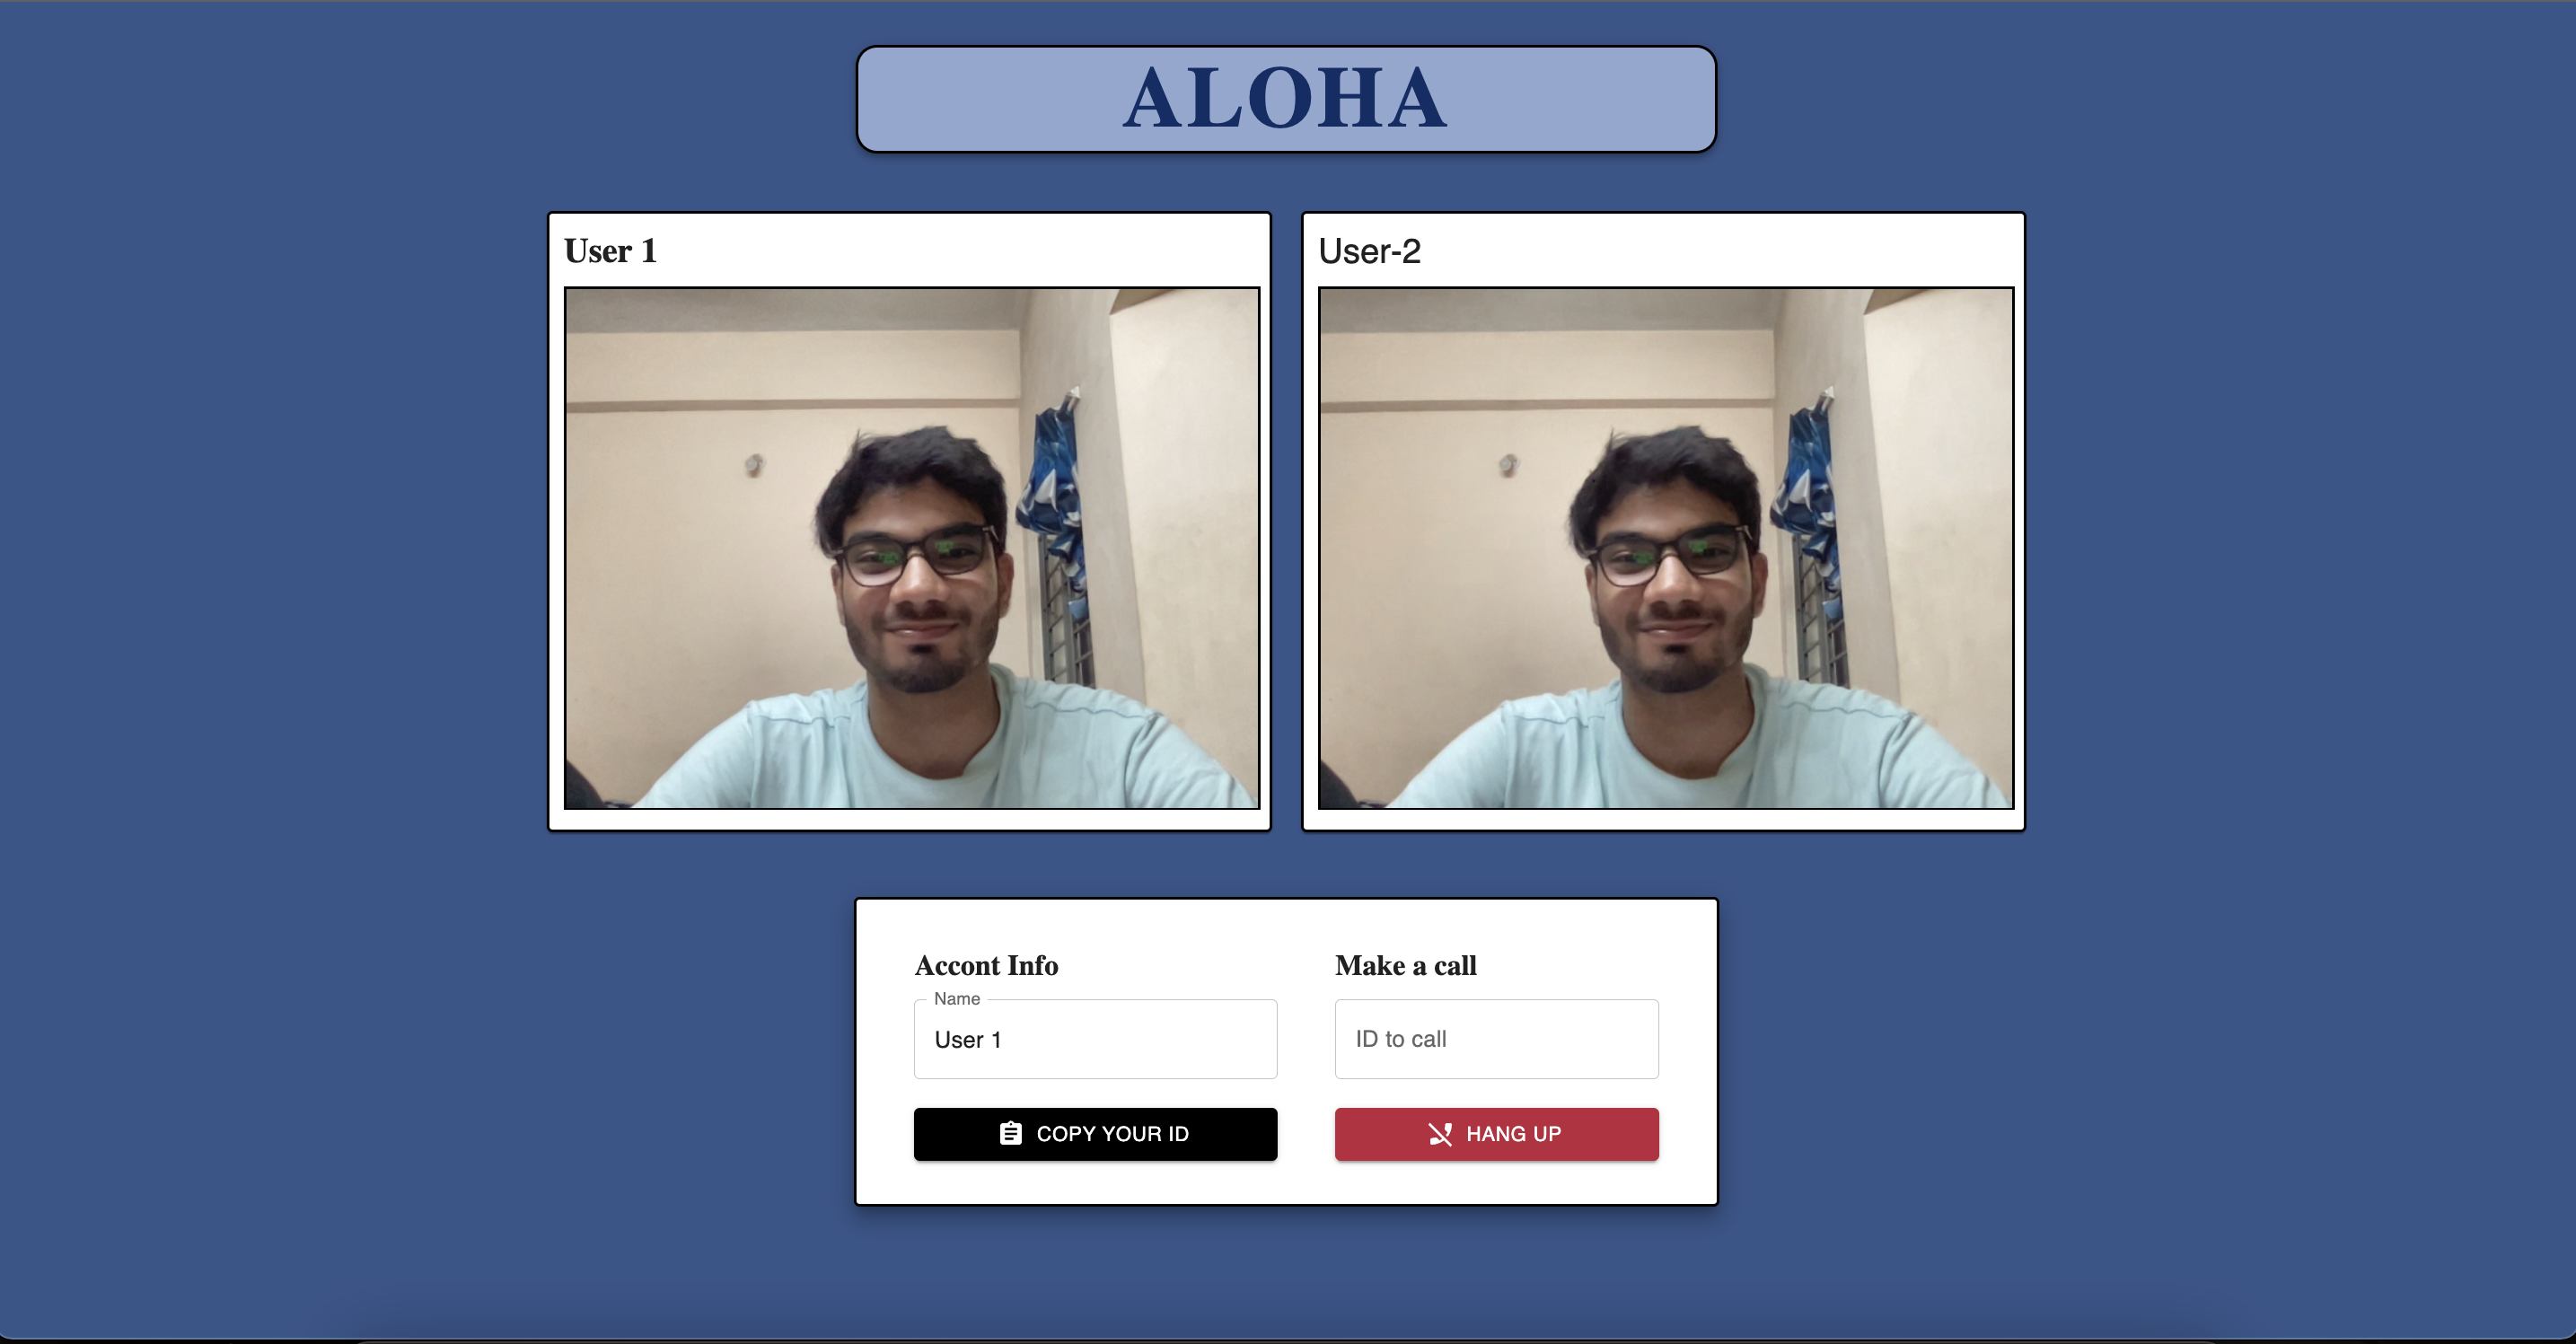 ALOHA
User 1
User-2
Accont Info
Make a call
Name
User 1
ID to call
COPY YOUR ID
HANG UP